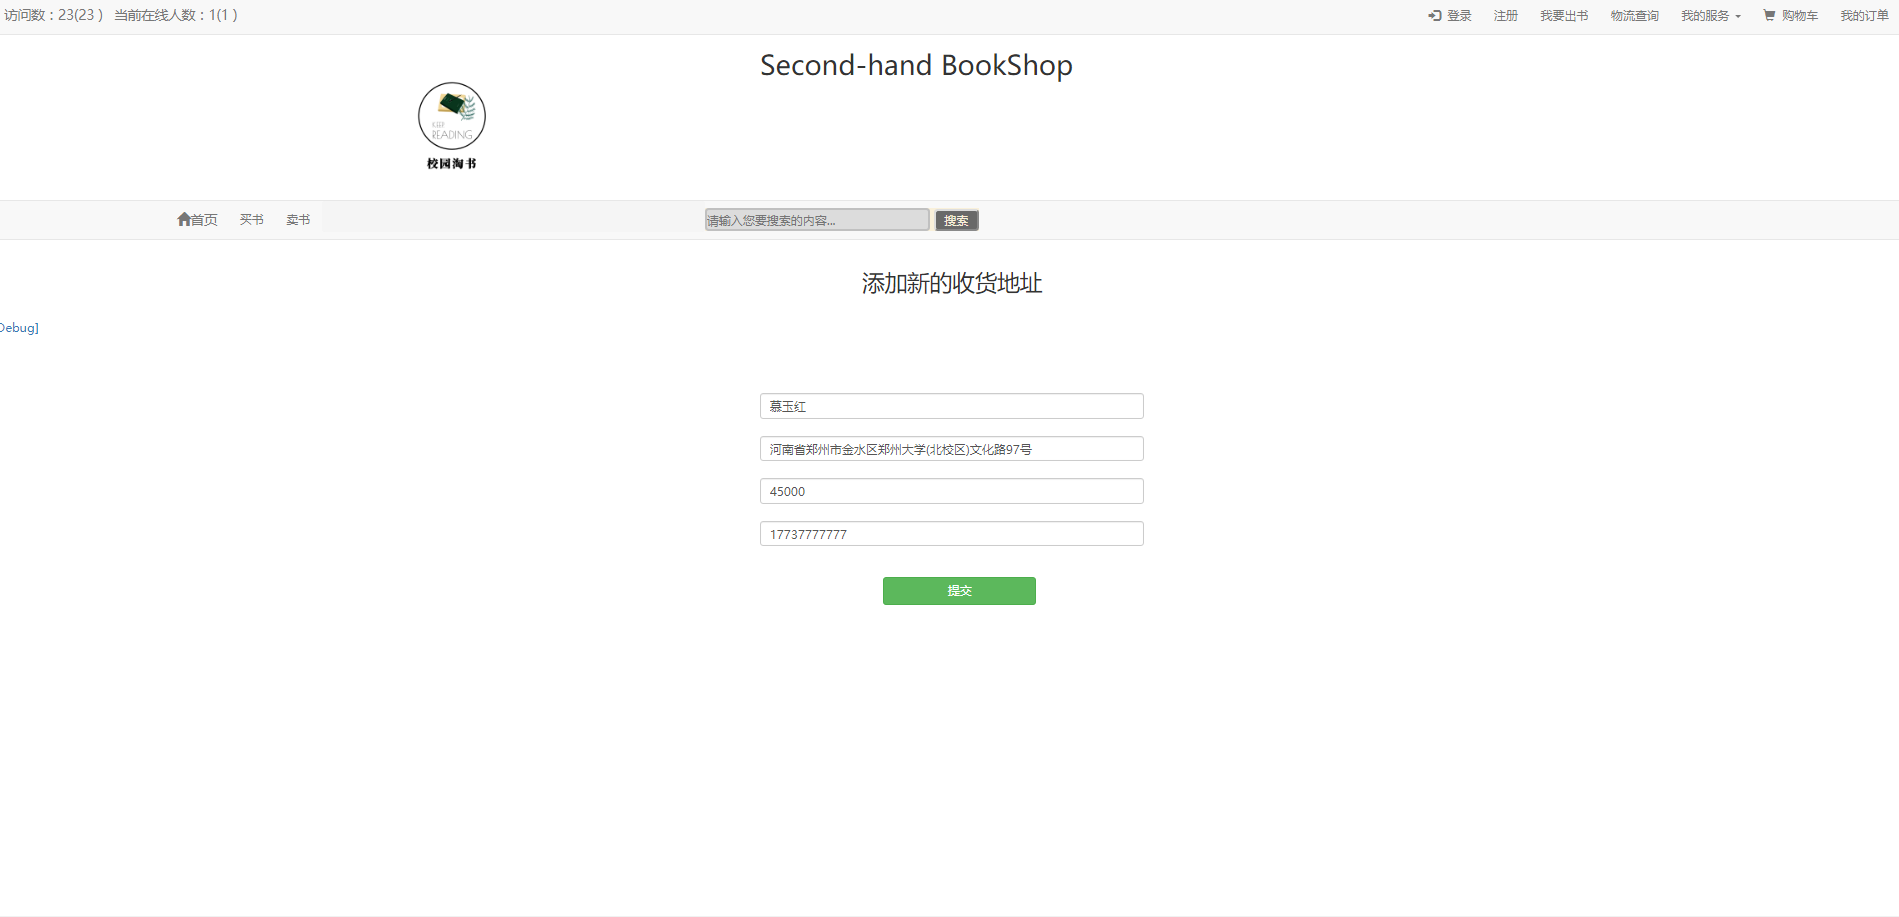 访问数：23(23 ) 当前在线人数：1(1 )
登录 注册 我要出书 物流查询 我的服务 购物车 我的订单
Second-hand BookShop
KEEP
READING
校园淘书
首页 买书 卖书 请输入您要搜索的内容... 搜索
添加新的收货地址
Debug]
慕玉红
河南省郑州市金水区郑州大学(北校区)文化路97号
45000
17737777777
提交